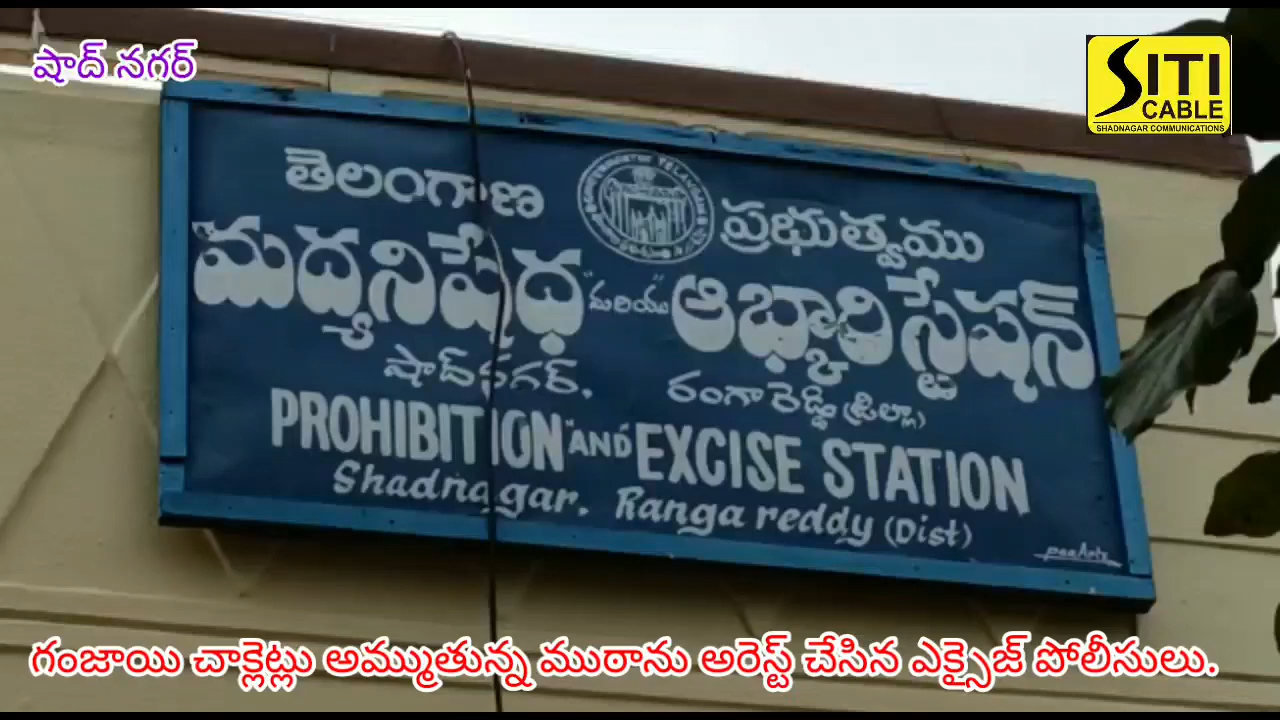 షాద్ నగర్
SITI
CABLE
SHADNAGAR COMMUNICATIONS
తెలంగాణ ప్రభుత్వము
మద్యనిషేధ "మరియు" ఆభ్కారి స్టేషన్
షాద్‌నగర్. రంగారెడ్డి (జిల్లా)
PROHIBITION "AND" EXCISE STATION
Shadnagar. Ranga reddy (Dist)
గంజాయి చాక్లెట్లు అమ్ముతున్న ముఠాను అరెస్ట్ చేసిన ఎక్సైజ్ పోలీసులు.